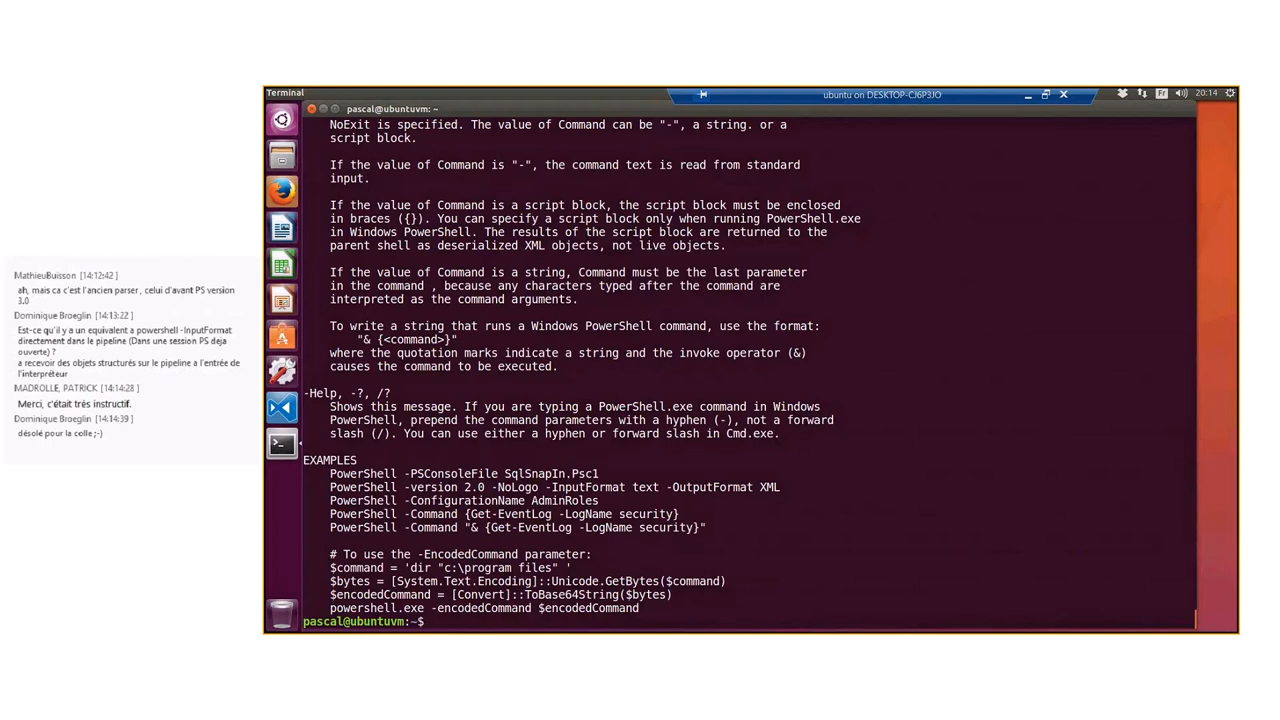 MathieuBuisson [14:12:42 ]
ah, mais ca c'est l'ancien parser , celui d'avant PS version
3.0
Dominique Broeglin [14:13:22 ]
Est-ce qu'il y a un equivalent a powershell -InputFormat
directement dans le pipeline (Dans une session PS deja
ouverte) ?
a recevoir des objets structurés sur le pipeline a l'entrée de
l'interpréteur
MADROLLE, PATRICK [14:14:28 ]
Merci, c'était trés instructif.
Dominique Broeglin [14:14:39 ]
désolé pour la colle ;-)
Terminal
ubuntu on DESKTOP-CJ6P3JO
Fr
20:14
pascal@ubuntuvm: ~
NoExit is specified. The value of Command can be "-", a string. or a
script block.
If the value of Command is "-", the command text is read from standard
input.
If the value of Command is a script block, the script block must be enclosed
in braces ({}). You can specify a script block only when running PowerShell.exe
in Windows PowerShell. The results of the script block are returned to the
parent shell as deserialized XML objects, not live objects.
If the value of Command is a string, Command must be the last parameter
in the command , because any characters typed after the command are
interpreted as the command arguments.
To write a string that runs a Windows PowerShell command, use the format:
"& {<command>}"
where the quotation marks indicate a string and the invoke operator (&)
causes the command to be executed.
-Help, -?, /?
Shows this message. If you are typing a PowerShell.exe command in Windows
PowerShell, prepend the command parameters with a hyphen (-), not a forward
slash (/). You can use either a hyphen or forward slash in Cmd.exe.
EXAMPLES
PowerShell -PSConsoleFile SqlSnapIn.Psc1
PowerShell -version 2.0 -NoLogo -InputFormat text -OutputFormat XML
PowerShell -ConfigurationName AdminRoles
PowerShell -Command {Get-EventLog -LogName security}
PowerShell -Command "& {Get-EventLog -LogName security}"
# To use the -EncodedCommand parameter:
$command = 'dir "c:\program files" '
$bytes = [System.Text.Encoding]::Unicode.GetBytes($command)
$encodedCommand = [Convert]::ToBase64String($bytes)
powershell.exe -encodedCommand $encodedCommand
pascal@ubuntuvm:~$